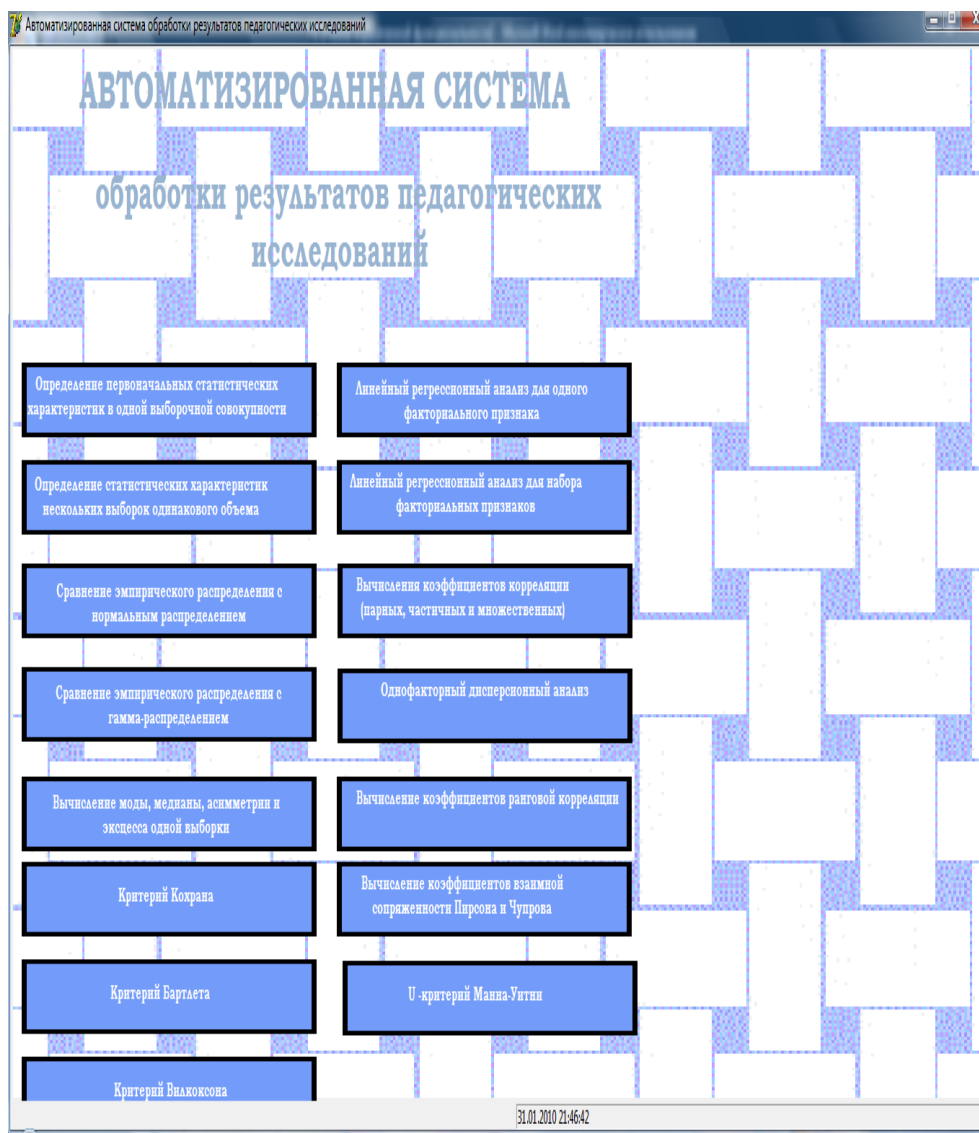 Автоматизированная система обработки результатов педагогических исследований
АВТОМАТИЗИРОВАННАЯ СИСТЕМА
обработки результатов педагогических
исследований
Определение первоначальных статистических
характеристик в одной выборочной совокупности
Определение статистических характеристик
нескольких выборок одинакового объема
Сравнение эмпирического распределения с
нормальным распределением
Сравнение эмпирического распределения с
гамма-распределением
Вычисление моды, медианы, асимметрии и
эксцесса одной выборки
Критерий Кохрана
Критерий Бартлета
Критерий Вилкоксона
Линейный регрессионный анализ для одного
факториального признака
Линейный регрессионный анализ для набора
факториальных признаков
Вычисления коэффициентов корреляции
(парных, частичных и множественных)
Однофакторный дисперсионный анализ
Вычисление коэффициентов ранговой корреляции
Вычисление коэффициентов взаимной
сопряженности Пирсона и Чупрова
U -критерий Манна-Уитни
31.01.2010 21:46:42